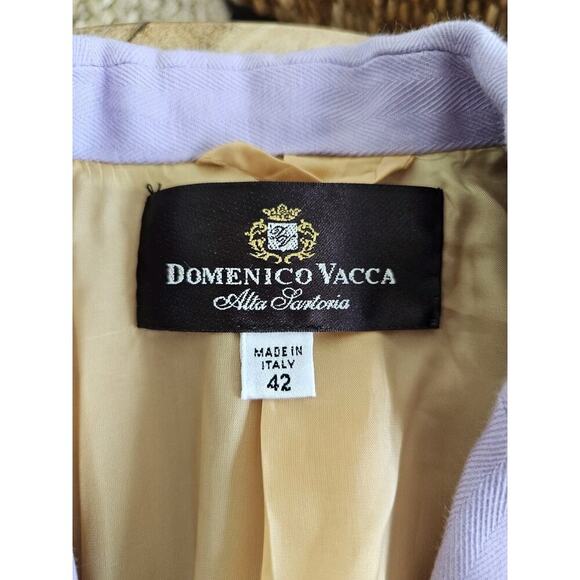 DOMENICO VACCA
Alta Sartoria
MADE IN
ITALY
42